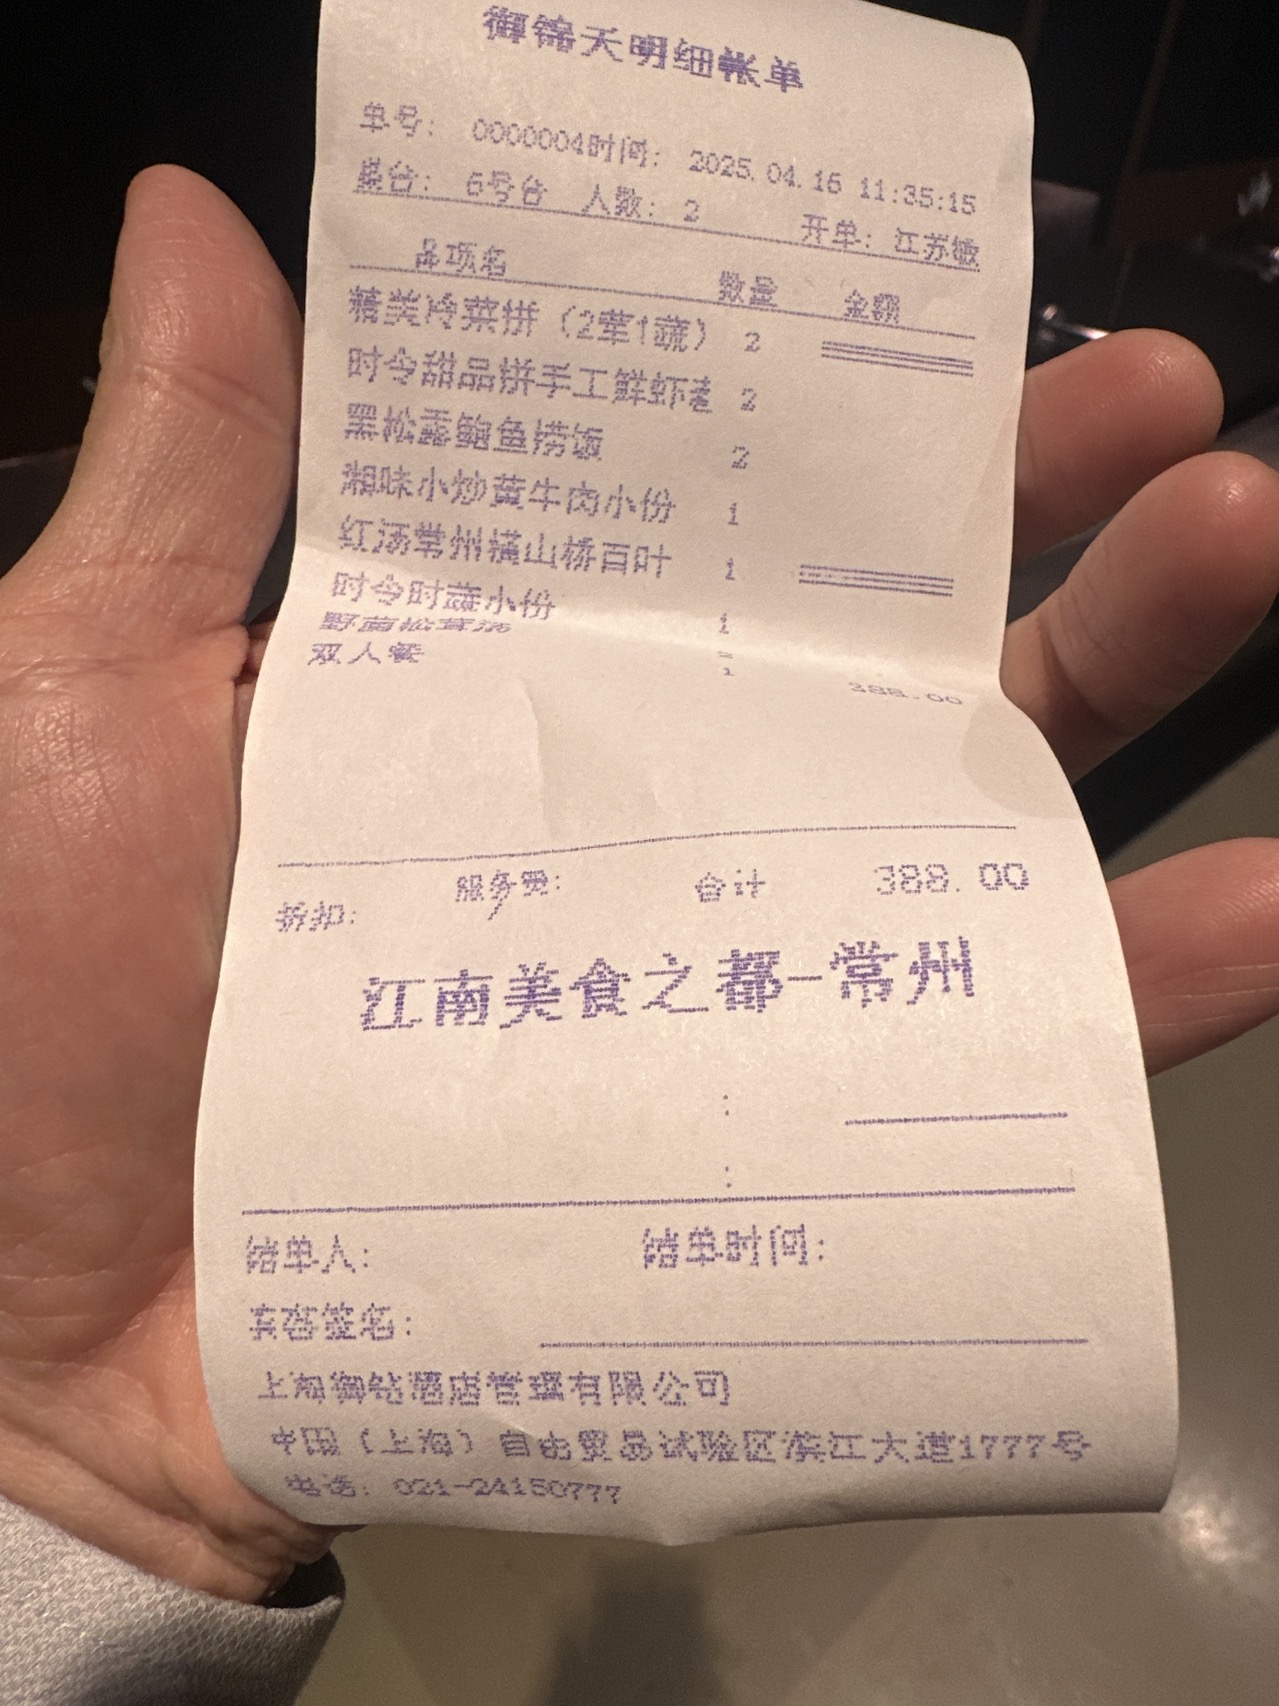 御锦天明细帐单
单号: 0000004时间: 2025.04.16 11:35:15
座台: 6号台 人数: 2 开单: 江苏敏
品项名 数量 金额
精美冷菜拼（2荤1蔬） 2
时令甜品拼手工鲜虾 2
黑松露鲍鱼捞饭 2
湘味小炒黄牛肉小份 1
红汤常州横山桥百叶 1
时令时蔬小份 1
野菌松茸汤
双人餐 1 388.00
服务费: 合计 388.00
折扣:
江南美食之都-常州
:
:
结单人: 结单时间:
宾客签名:
上海御钻酒店管理有限公司
中国（上海）自由贸易试验区滨江大道1777号
电话: 021-24150777